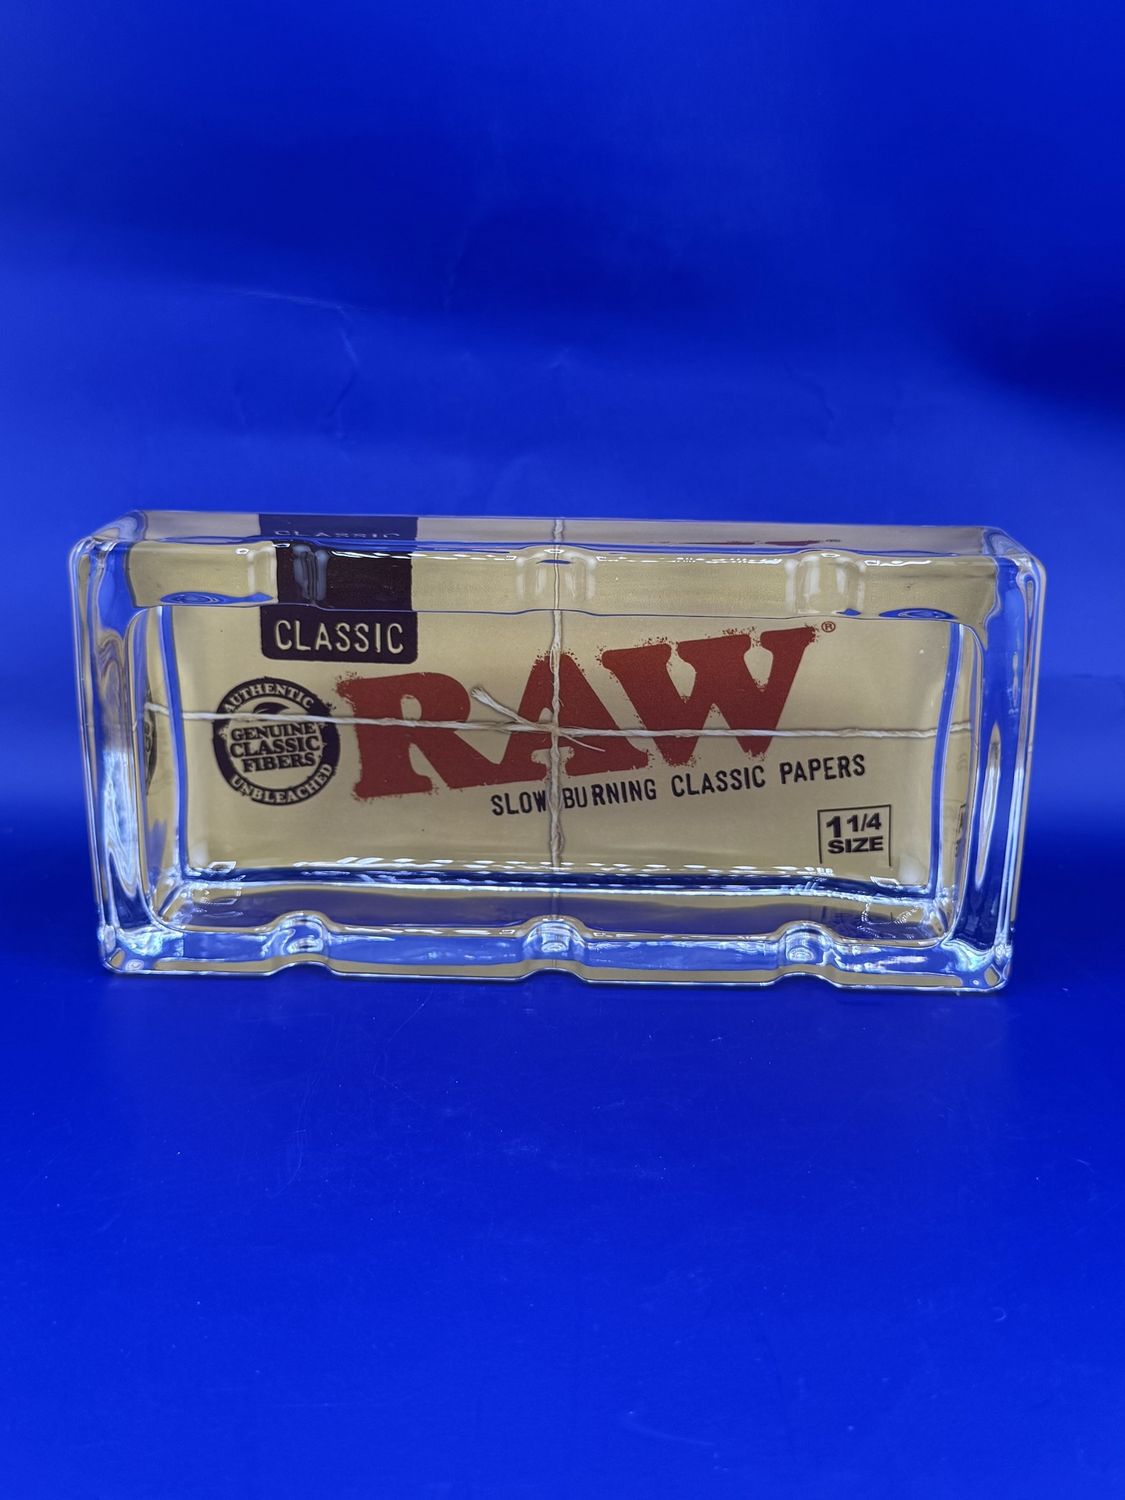 CLASSIC
CLASSIC
RAW®
AUTHENTIC
GENUINE
CLASSIC
FIBERS
UNBLEACHED
SLOW BURNING CLASSIC PAPERS
1 1/4
SIZE